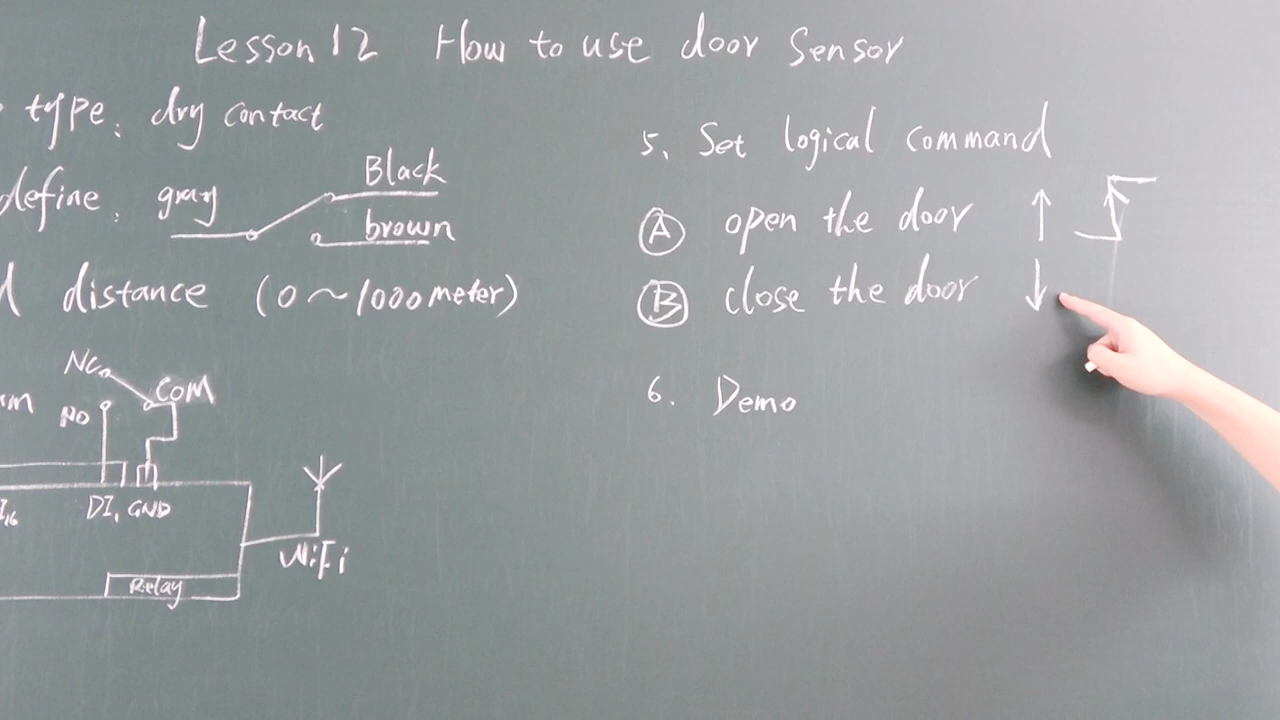 Lesson 12 How to use door Sensor
type: dry contact
define: gray Black
brown
distance (0~1000meter)
NC
COM
NO
DI, GND
WiFi
Relay
5. Set logical command
A open the door ↑
B close the door ↓
6. Demo